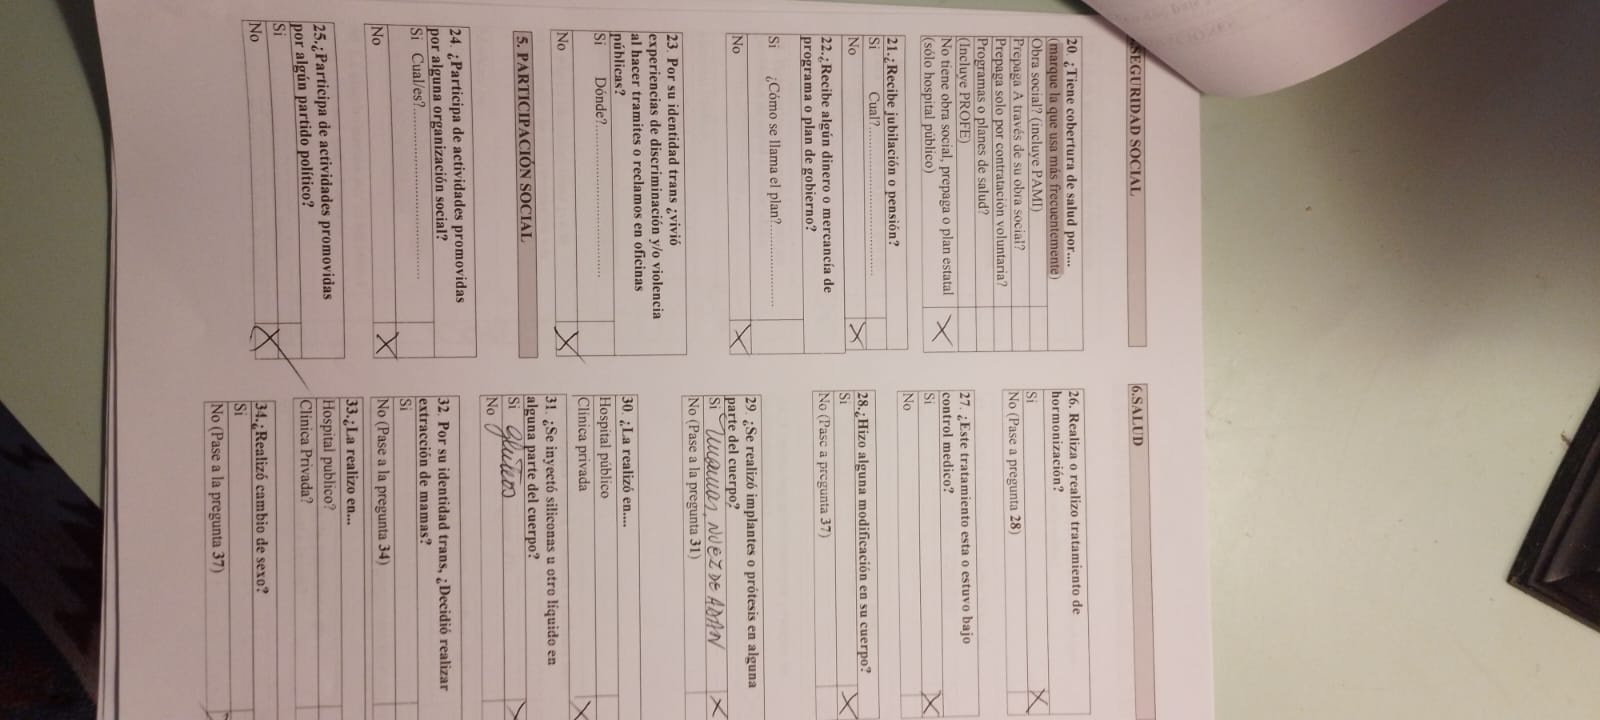 SEGURIDAD SOCIAL
20. ¿Tiene cobertura de salud por....
(marque la que usa más frecuentemente)
Obra social? (incluye PAMI)
Prepaga A través de su obra social?
Prepaga solo por contratación voluntaria?
Programas o planes de salud?
(Incluye PROFE)
No tiene obra social, prepaga o plan estatal X
(sólo hospital público)
21.¿Recibe jubilación o pensión?
Si Cual?......................................
No X
22.¿Recibe algún dinero o mercancía de
programa o plan de gobierno?
Si ¿Cómo se llama el plan?.....................
No X
23. Por su identidad trans ¿vivió
experiencias de discriminación y/o violencia
al hacer tramites o reclamos en oficinas
públicas?
Si Dónde?.......................................
No X
5. PARTICIPACIÓN SOCIAL
24. ¿Participa de actividades promovidas
por alguna organización social?
Si Cual/es?...........................................
No X
25.¿Participa de actividades promovidas
por algún partido político?
Si
No X
6.SALUD
26. Realiza o realizo tratamiento de
hormonización?
Si X
No (Pase a pregunta 28)
27. ¿Este tratamiento esta o estuvo bajo
control medico?
Si X
No
28.¿Hizo alguna modificación en su cuerpo?
Si X
No (Pase a pregunta 37)
29. ¿Se realizó implantes o prótesis en alguna
parte del cuerpo?
Si mamas, NUEZ DE ADAN X
No (Pase a la pregunta 31)
30. ¿La realizó en....
Hospital público
Clínica privada X
31. ¿Se inyectó siliconas u otro líquido en
alguna parte del cuerpo?
Si gluteos X
No
32. Por su identidad trans, ¿Decidió realizar
extracción de mamas?
Si
No (Pase a la pregunta 34)
33.¿La realizo en...
Hospital publico?
Clínica Privada?
34.¿Realizó cambio de sexo?
Si
No (Pase a la pregunta 37) X